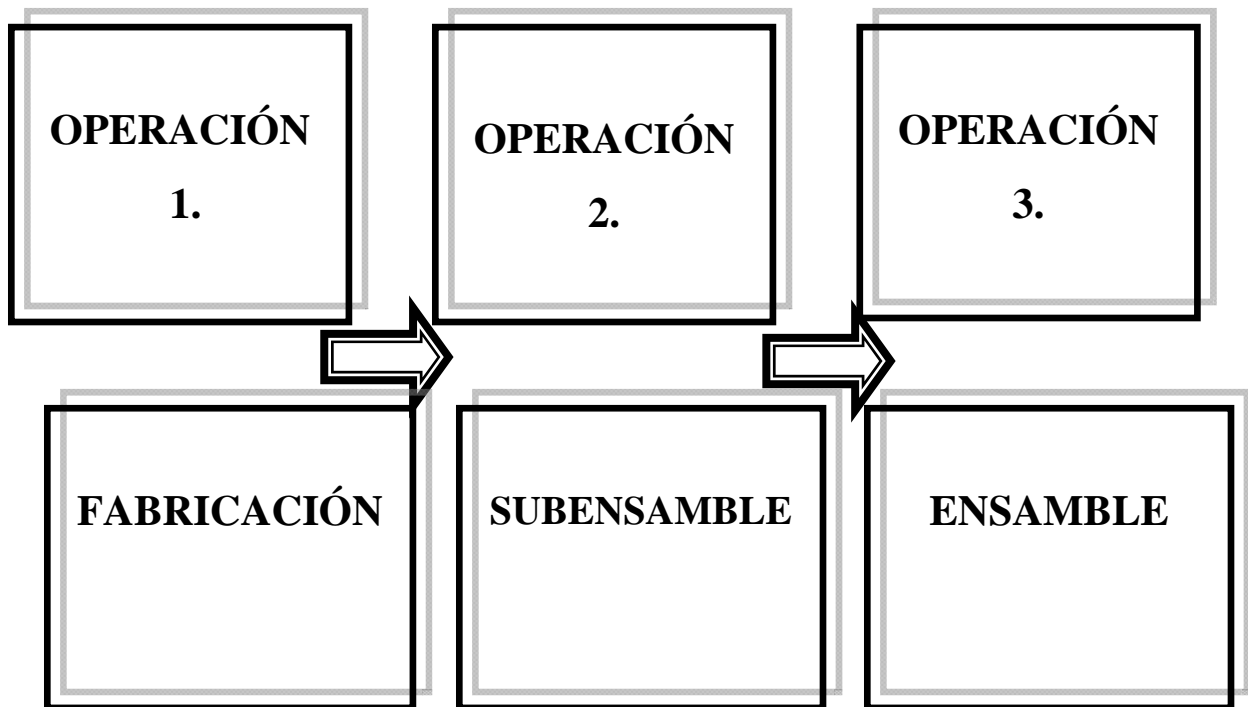 OPERACIÓN
1.
OPERACIÓN
2.
OPERACIÓN
3.
FABRICACIÓN
SUBENSAMBLE
ENSAMBLE